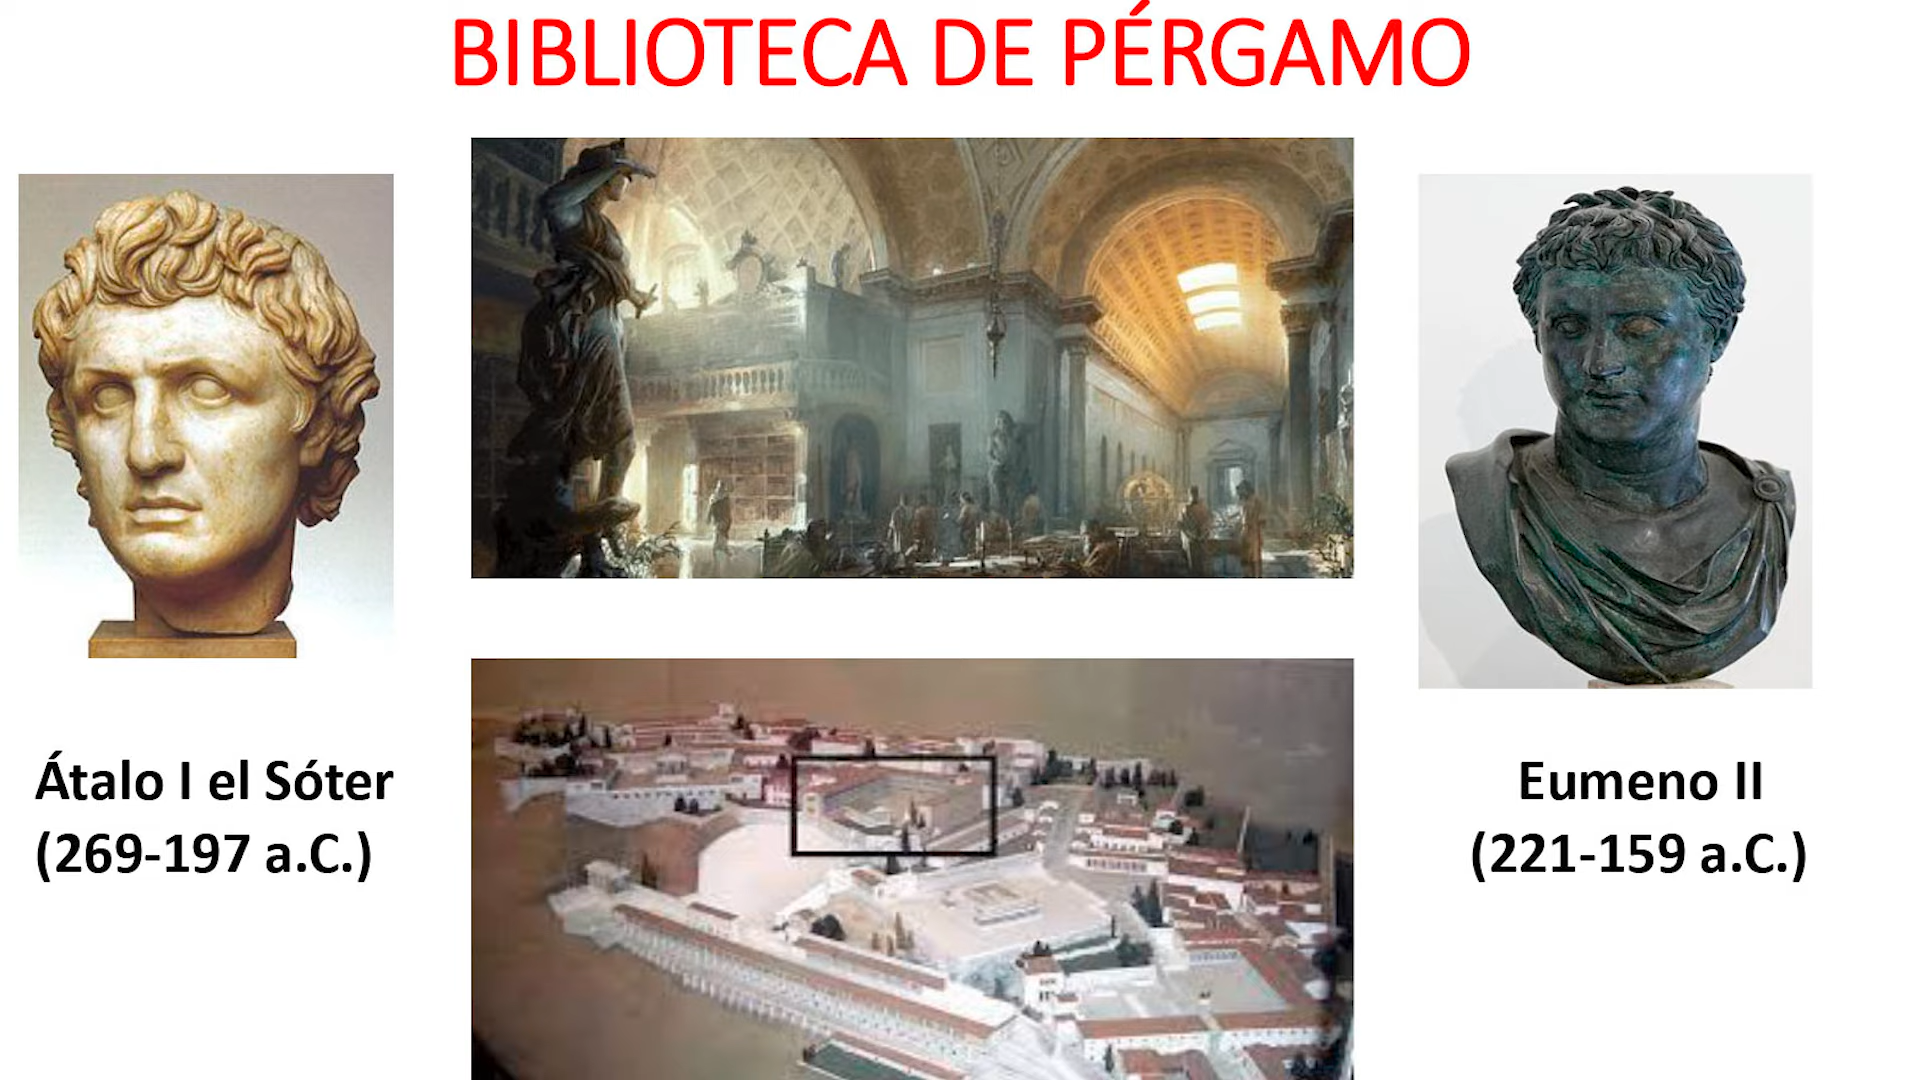 BIBLIOTECA DE PÉRGAMO
Átalo I el Sóter
(269-197 a.C.)
Eumeno II
(221-159 a.C.)